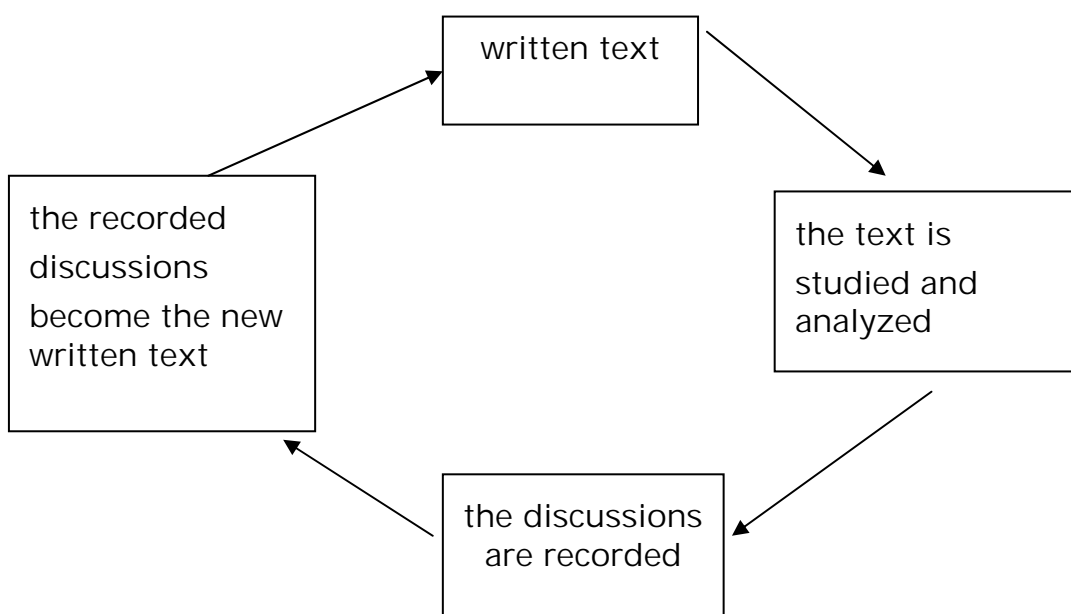 written text
the text is
studied and
analyzed
the discussions
are recorded
the recorded
discussions
become the new
written text